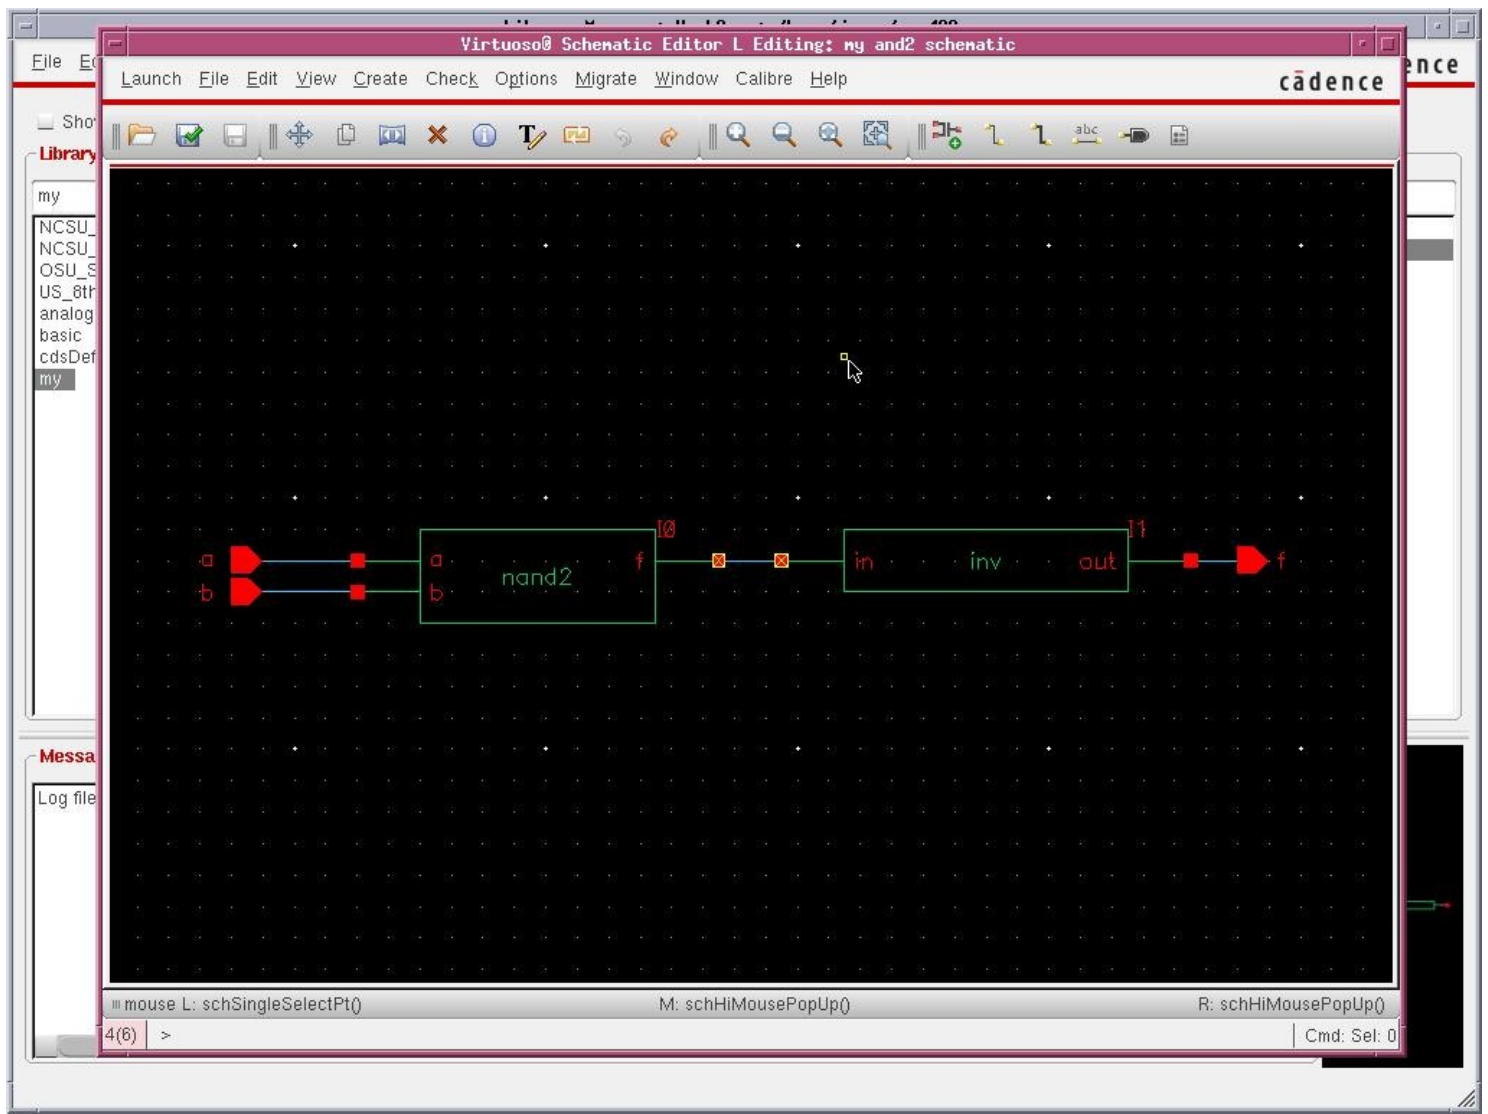 Virtuoso® Schematic Editor L Editing: my and2 schematic
File
Launch File Edit View Create Check Options Migrate Window Calibre Help
cādence
ence
Sho
abc
Library
my
NCSU_
NCSU_
OSU_S
US_8th
analog
basic
cdsDef
my
I0
I1
a a f in inv out f
nand2
b b
Messa
Log file
mouse L: schSingleSelectPt() M: schHiMousePopUp() R: schHiMousePopUp()
4(6) > Cmd: Sel: 0